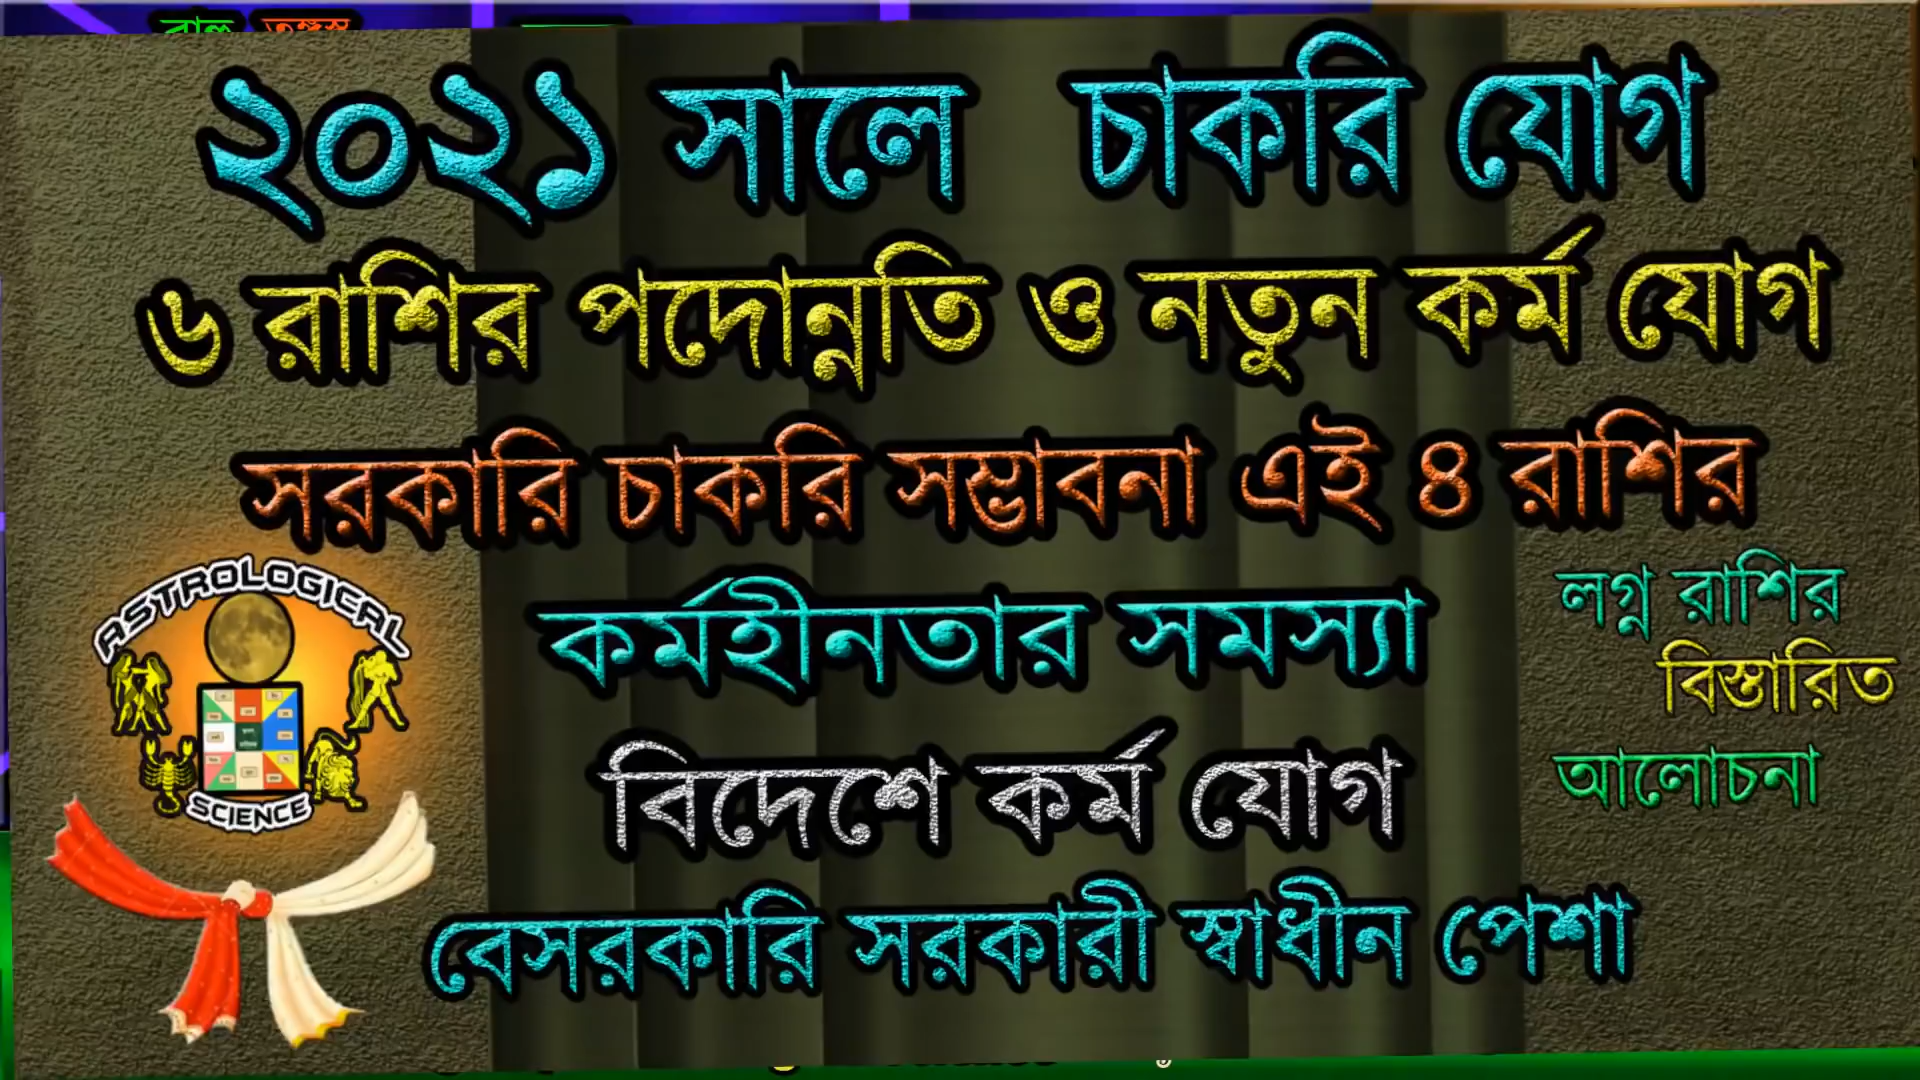 ২০২১ সালে চাকরি যোগ
৬ রাশির পদোন্নতি ও নতুন কর্ম যোগ
সরকারি চাকরি সম্ভাবনা এই ৪ রাশির
কর্মহীনতার সমস্যা
বিদেশে কর্ম যোগ
বেসরকারি সরকারী স্বাধীন পেশা
লগ্ন রাশির
বিস্তারিত
আলোচনা
ASTROLOGICAL
SCIENCE